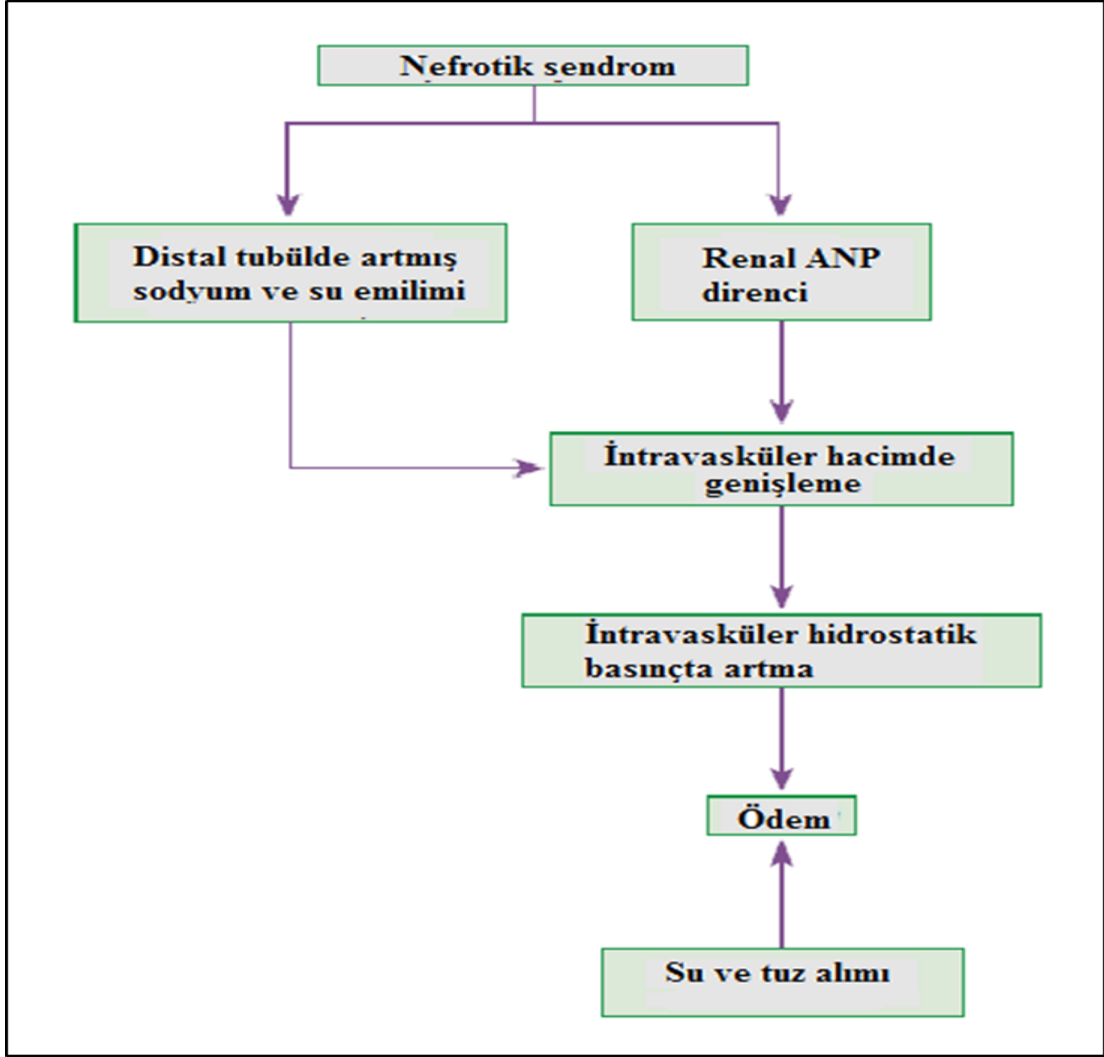 Nefrotik sendrom
Distal tubülde artmış
sodyum ve su emilimi
Renal ANP
direnci
İntravasküler hacimde
genişleme
İntravasküler hidrostatik
basınçta artma
Ödem
Su ve tuz alımı